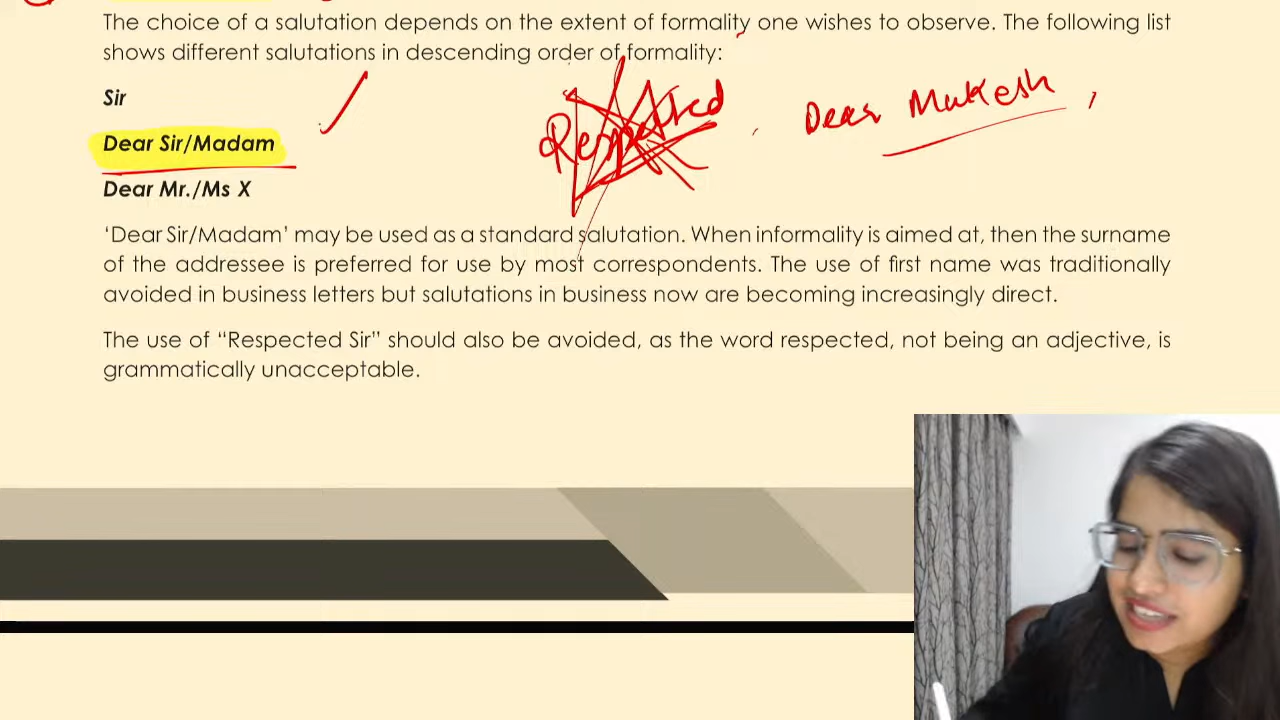 The choice of a salutation depends on the extent of formality one wishes to observe. The following list
shows different salutations in descending order of formality:
Sir
Respected , Dear Mukesh ,
Dear Sir/Madam
Dear Mr./Ms X
‘Dear Sir/Madam’ may be used as a standard salutation. When informality is aimed at, then the surname
of the addressee is preferred for use by most correspondents. The use of first name was traditionally
avoided in business letters but salutations in business now are becoming increasingly direct.
The use of “Respected Sir” should also be avoided, as the word respected, not being an adjective, is
grammatically unacceptable.